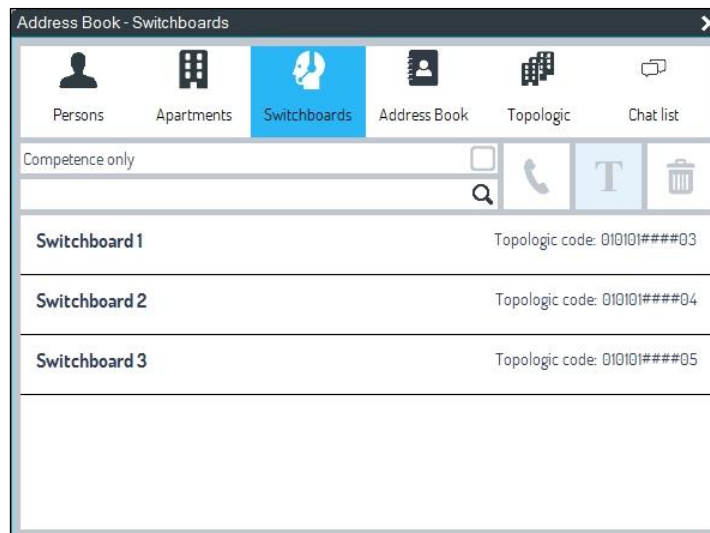 Address Book - Switchboards
Persons Apartments Switchboards Address Book Topologic Chat list
Competence only
T
Switchboard 1 Topologic code: 010101####03
Switchboard 2 Topologic code: 010101####04
Switchboard 3 Topologic code: 010101####05